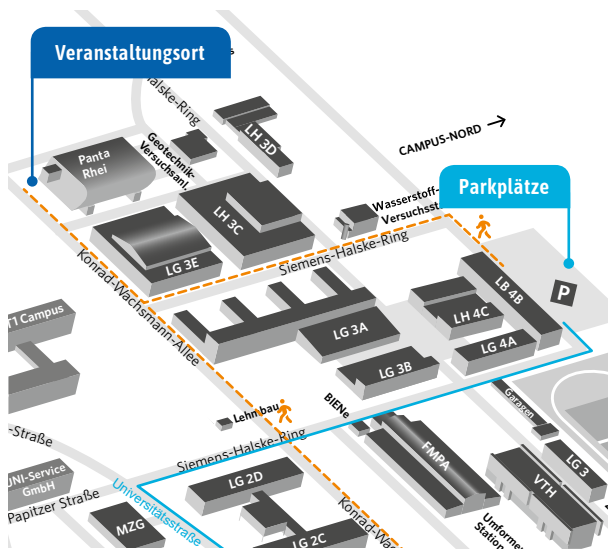 Veranstaltungsort
Halske-Ring
Panta
Rhei
Geotechnik-
Versuchsanl.
LH 3D
CAMPUS-NORD
Wasserstoff-
Versuchsst.
Parkplätze
LH 3C
LG 3E
Siemens-Halske-Ring
Konrad-Wachsmann-Allee
LB 4B
P
LH 4C
LG 4A
LG 3A
LG 3B
Campus
BIENe
Lehmbau
Garagen
-Straße
Siemens-Halske-Ring
FMPA
LG 3
VTH
UNI-Service
GmbH
Papitzer Straße
Universitätsstraße
LG 2D
MZG
LG 2C
Konrad-Wachs
Umformer
Station